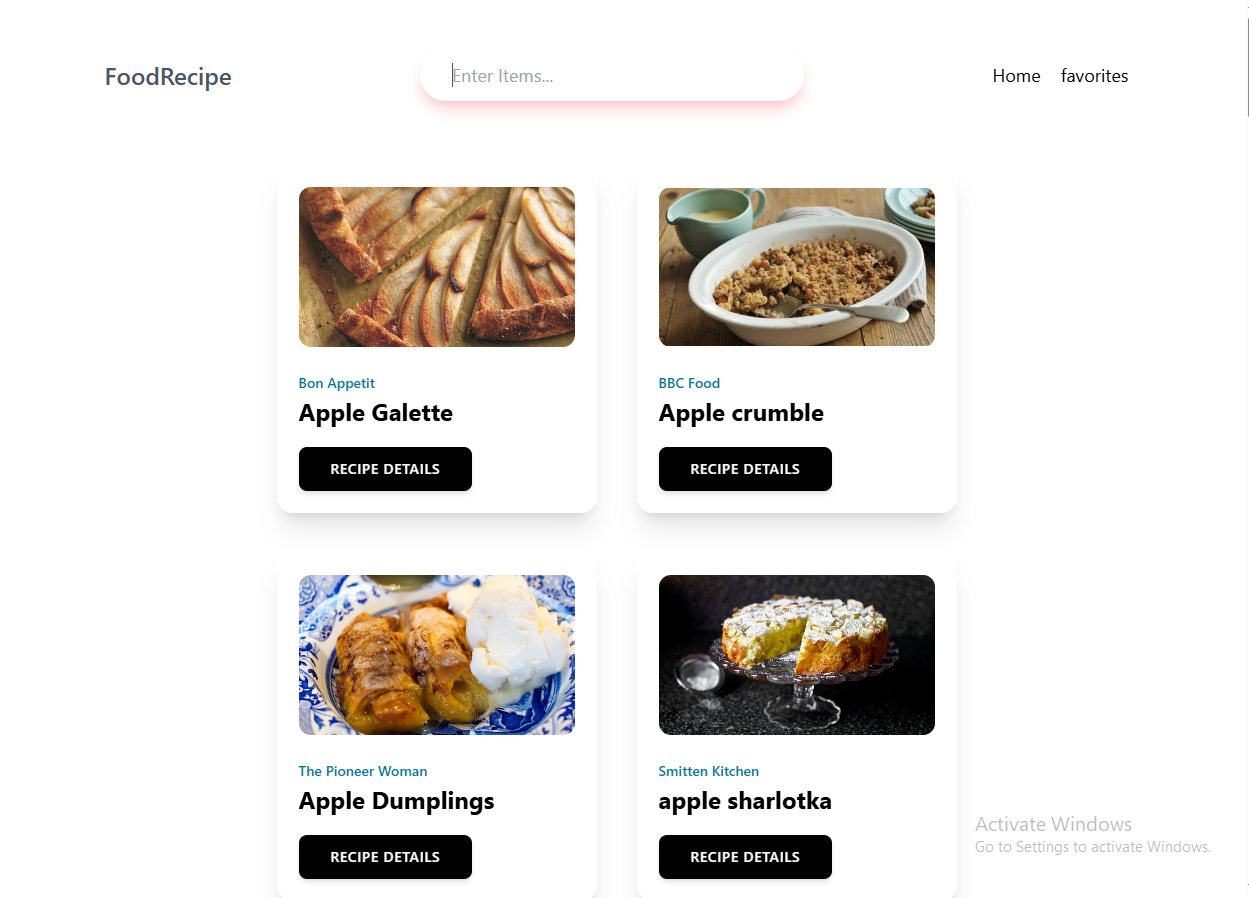 FoodRecipe
Enter Items...
Home favorites
Bon Appetit
Apple Galette
RECIPE DETAILS
BBC Food
Apple crumble
RECIPE DETAILS
The Pioneer Woman
Apple Dumplings
RECIPE DETAILS
Smitten Kitchen
apple sharlotka
RECIPE DETAILS
Activate Windows
Go to Settings to activate Windows.